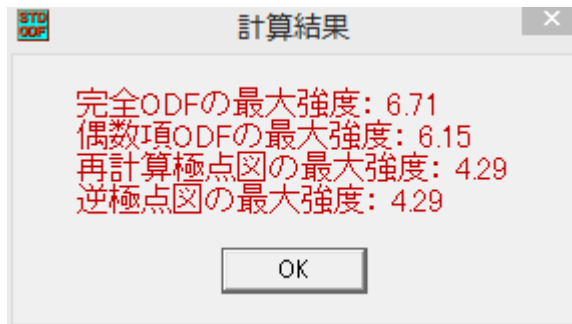 STD
ODF
計算結果
完全ODFの最大強度: 6.71
偶数項ODFの最大強度: 6.15
再計算極点図の最大強度: 4.29
逆極点図の最大強度: 4.29
OK